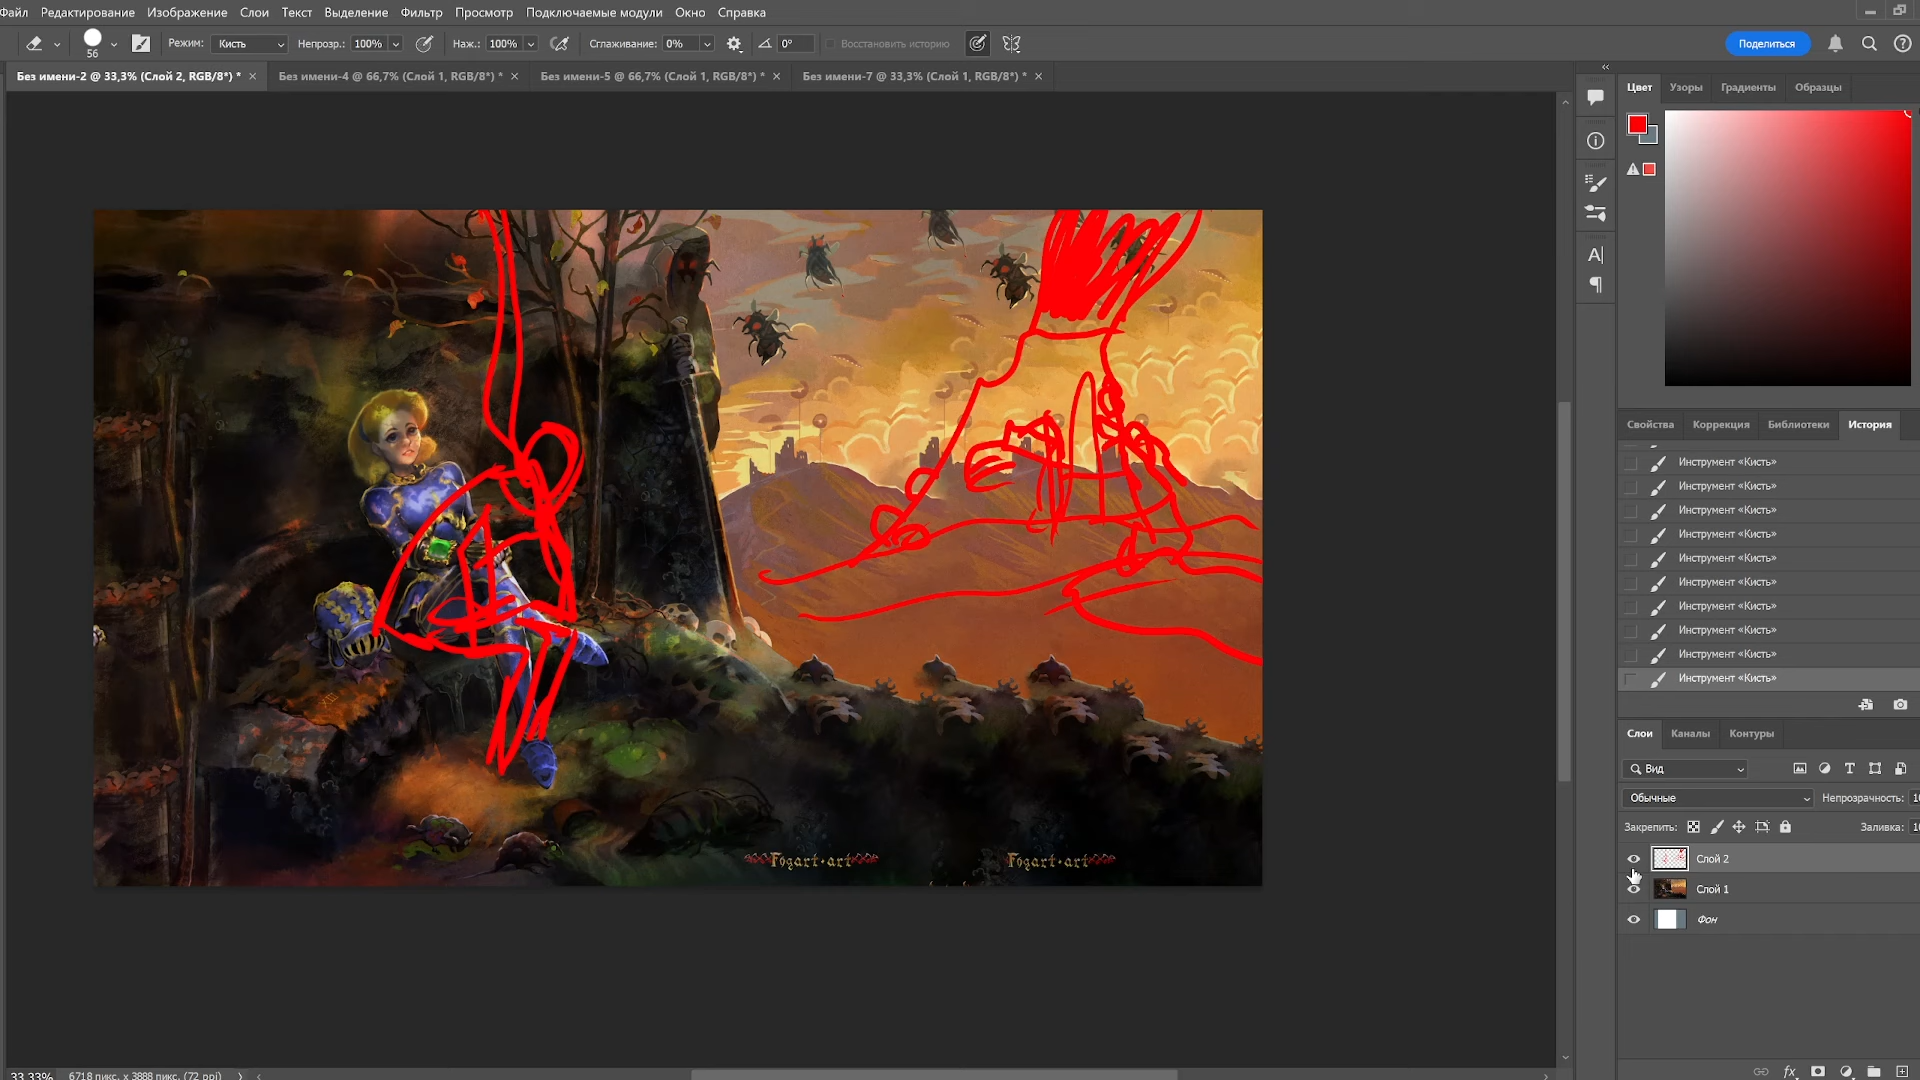 Файл Редактирование Изображение Слои Текст Выделение Фильтр Просмотр Подключаемые модули Окно Справка
56 Режим: Кисть Непрозр.: 100% Наж.: 100% Сглаживание: 0% 0° Восстановить историю Поделиться
Без имени-2 @ 33,3% (Слой 2, RGB/8*) * Без имени-4 @ 66,7% (Слой 1, RGB/8*) * Без имени-5 @ 66,7% (Слой 1, RGB/8*) * Без имени-7 @ 33,3% (Слой 1, RGB/8*) *
Цвет Узоры Градиенты Образцы
Свойства Коррекция Библиотеки История
Инструмент «Кисть»
Инструмент «Кисть»
Инструмент «Кисть»
Инструмент «Кисть»
Инструмент «Кисть»
Инструмент «Кисть»
Инструмент «Кисть»
Инструмент «Кисть»
Инструмент «Кисть»
Инструмент «Кисть»
Слои Каналы Контуры
Вид
Обычные Непрозрачность: 10
Закрепить: Заливка: 10
Слой 2
Слой 1
Фон
Fogart·art Fogart·art
33,33% 6718 пикс. x 3888 пикс. (72 ppi)